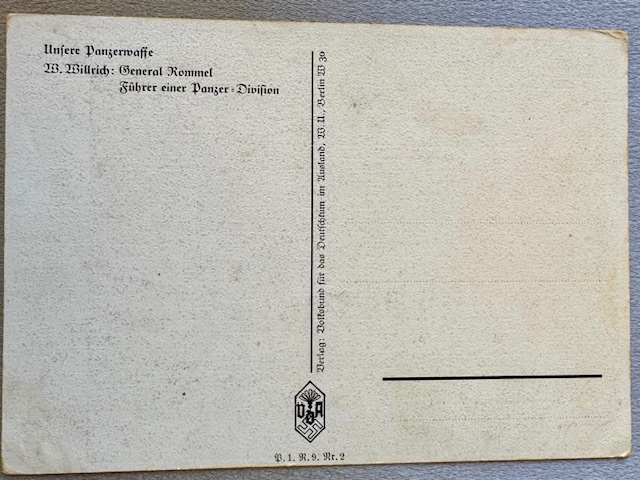 Unsere Panzerwaffe
W. Willrich: General Rommel
Führer einer Panzer-Division
Verlag: Volksbund für das Deutschtum im Ausland, W. U., Berlin W 30
VDA
P. 1. R. 9. Nr. 2